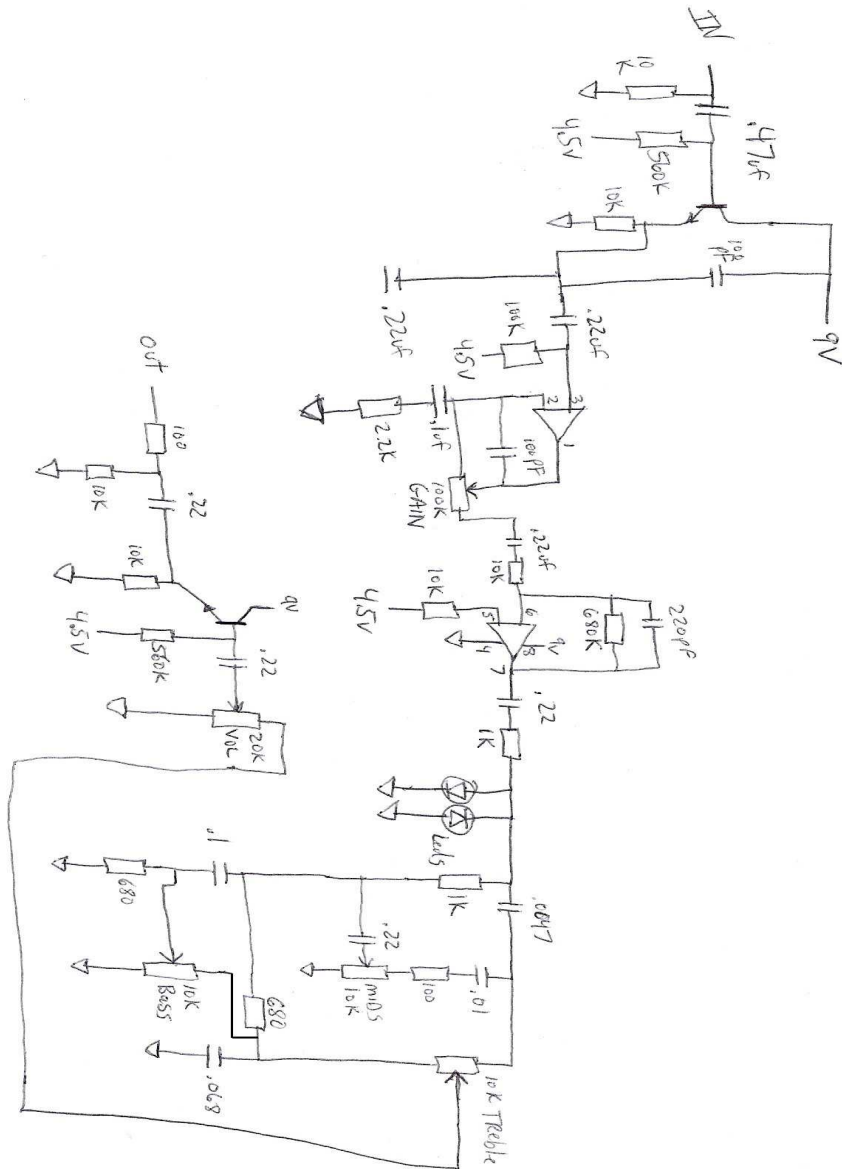 IN
10K
.47uf
4.5V
560K
10K
100pF
9V
.22uf
.22uf
100K
4.5V
3
2
1
.1uf
2.2K
100pF
100K
GAIN
.22uf
10K
10K
4.5V
5
6
4
8
9V
7
680K
220pF
.22
1K
Leds
.0047
1K
.22
MIDS
10K
100
.01
.1
680
680
10K
BASS
.068
10K TReble
20K
VOL
.22
560K
4.5V
9V
10K
.22
10K
100
OUT